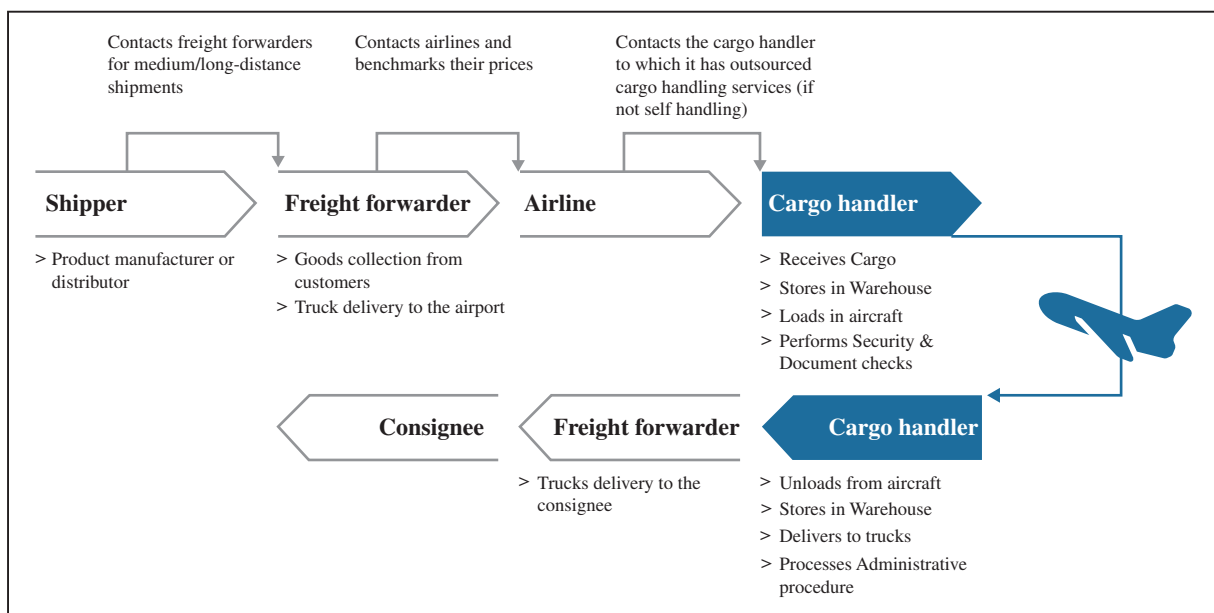 Contacts freight forwarders
for medium/long-distance
shipments
Contacts airlines and
benchmarks their prices
Contacts the cargo handler
to which it has outsourced
cargo handling services (if
not self handling)
Shipper
Freight forwarder
Airline
Cargo handler
> Product manufacturer or
distributor
> Goods collection from
customers
> Truck delivery to the airport
> Receives Cargo
> Stores in Warehouse
> Loads in aircraft
> Performs Security &
Document checks
Consignee
Freight forwarder
Cargo handler
> Trucks delivery to the
consignee
> Unloads from aircraft
> Stores in Warehouse
> Delivers to trucks
> Processes Administrative
procedure